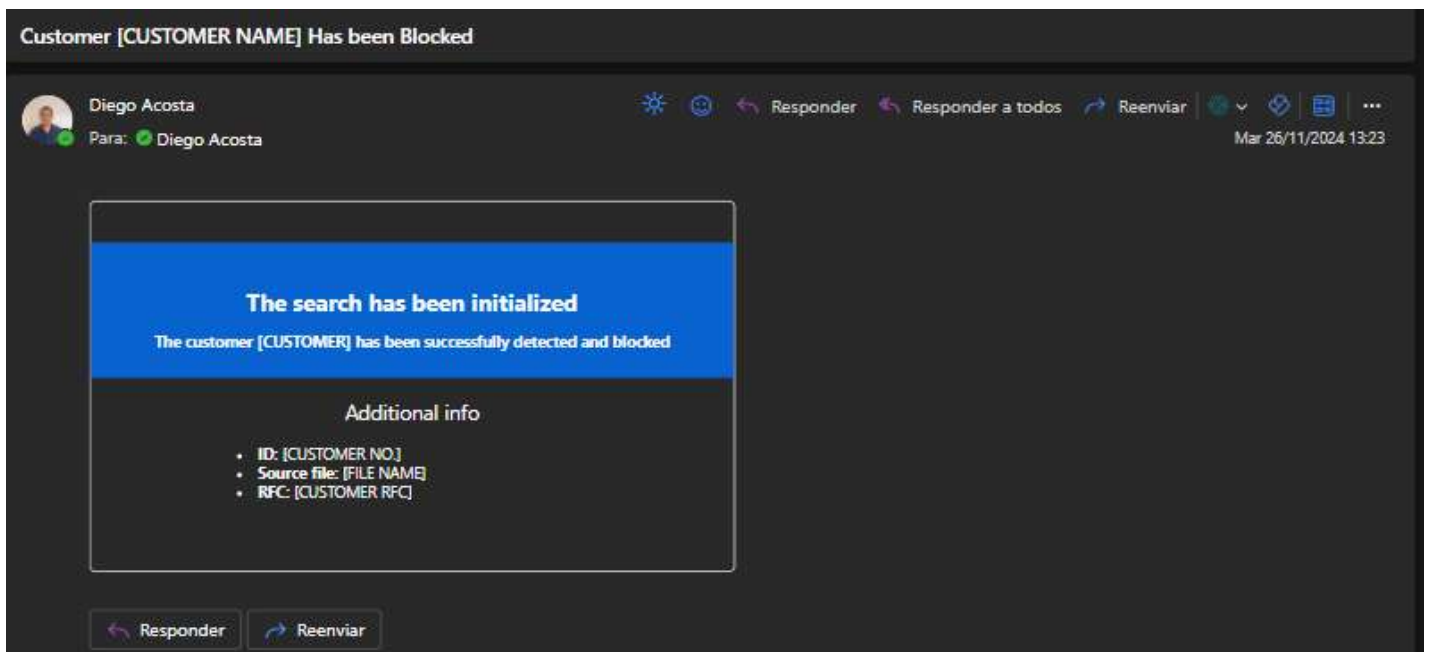 Customer [CUSTOMER NAME] Has been Blocked
Diego Acosta
Responder Responder a todos Reenviar
Para: Diego Acosta
Mar 26/11/2024 13:23
The search has been initialized
The customer [CUSTOMER] has been successfully detected and blocked
Additional info
• ID: [CUSTOMER NO.]
• Source file: [FILE NAME]
• RFC: [CUSTOMER RFC]
Responder Reenviar